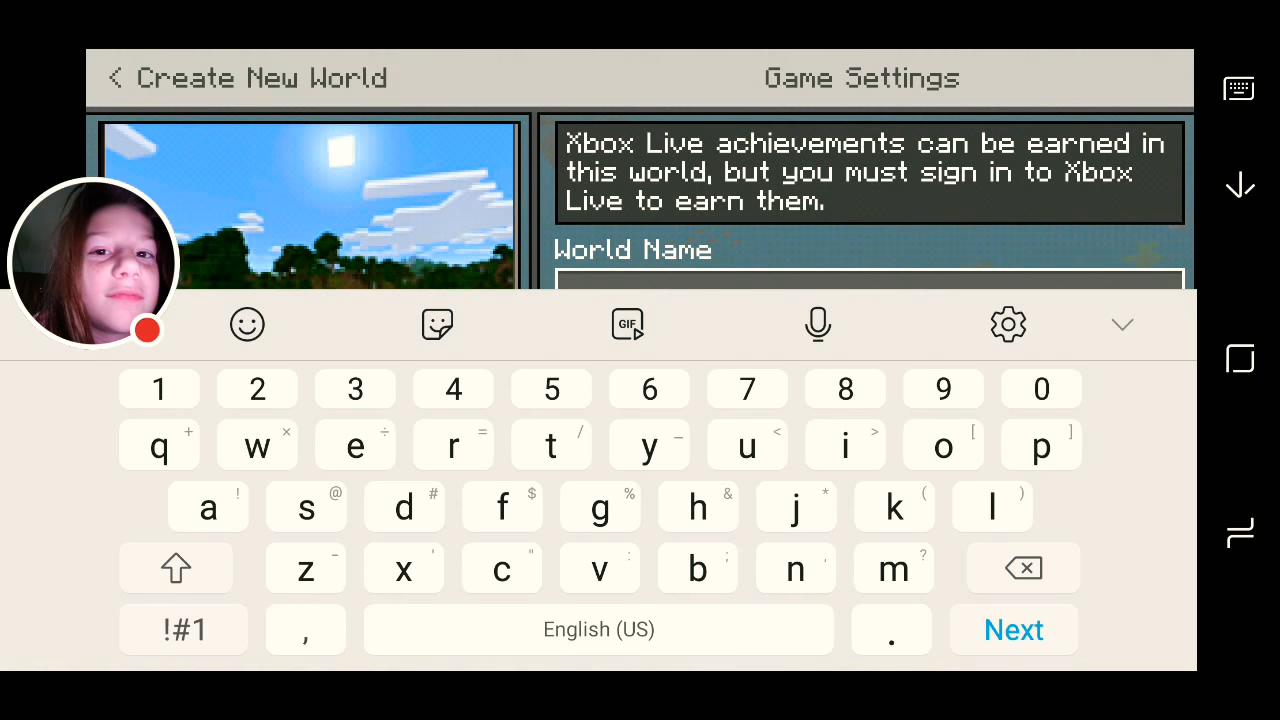 < Create New World
Game Settings
Xbox Live achievements can be earned in
this world, but you must sign in to Xbox
Live to earn them.
World Name
GIF
1 2 3 4 5 6 7 8 9 0
q + w × e ÷ r = t / y _ u < i > o [ p ]
a ! s @ d # f $ g % h & j * k ( l )
z - x ' c " v : b ; n , m ?
!#1 , English (US) . Next